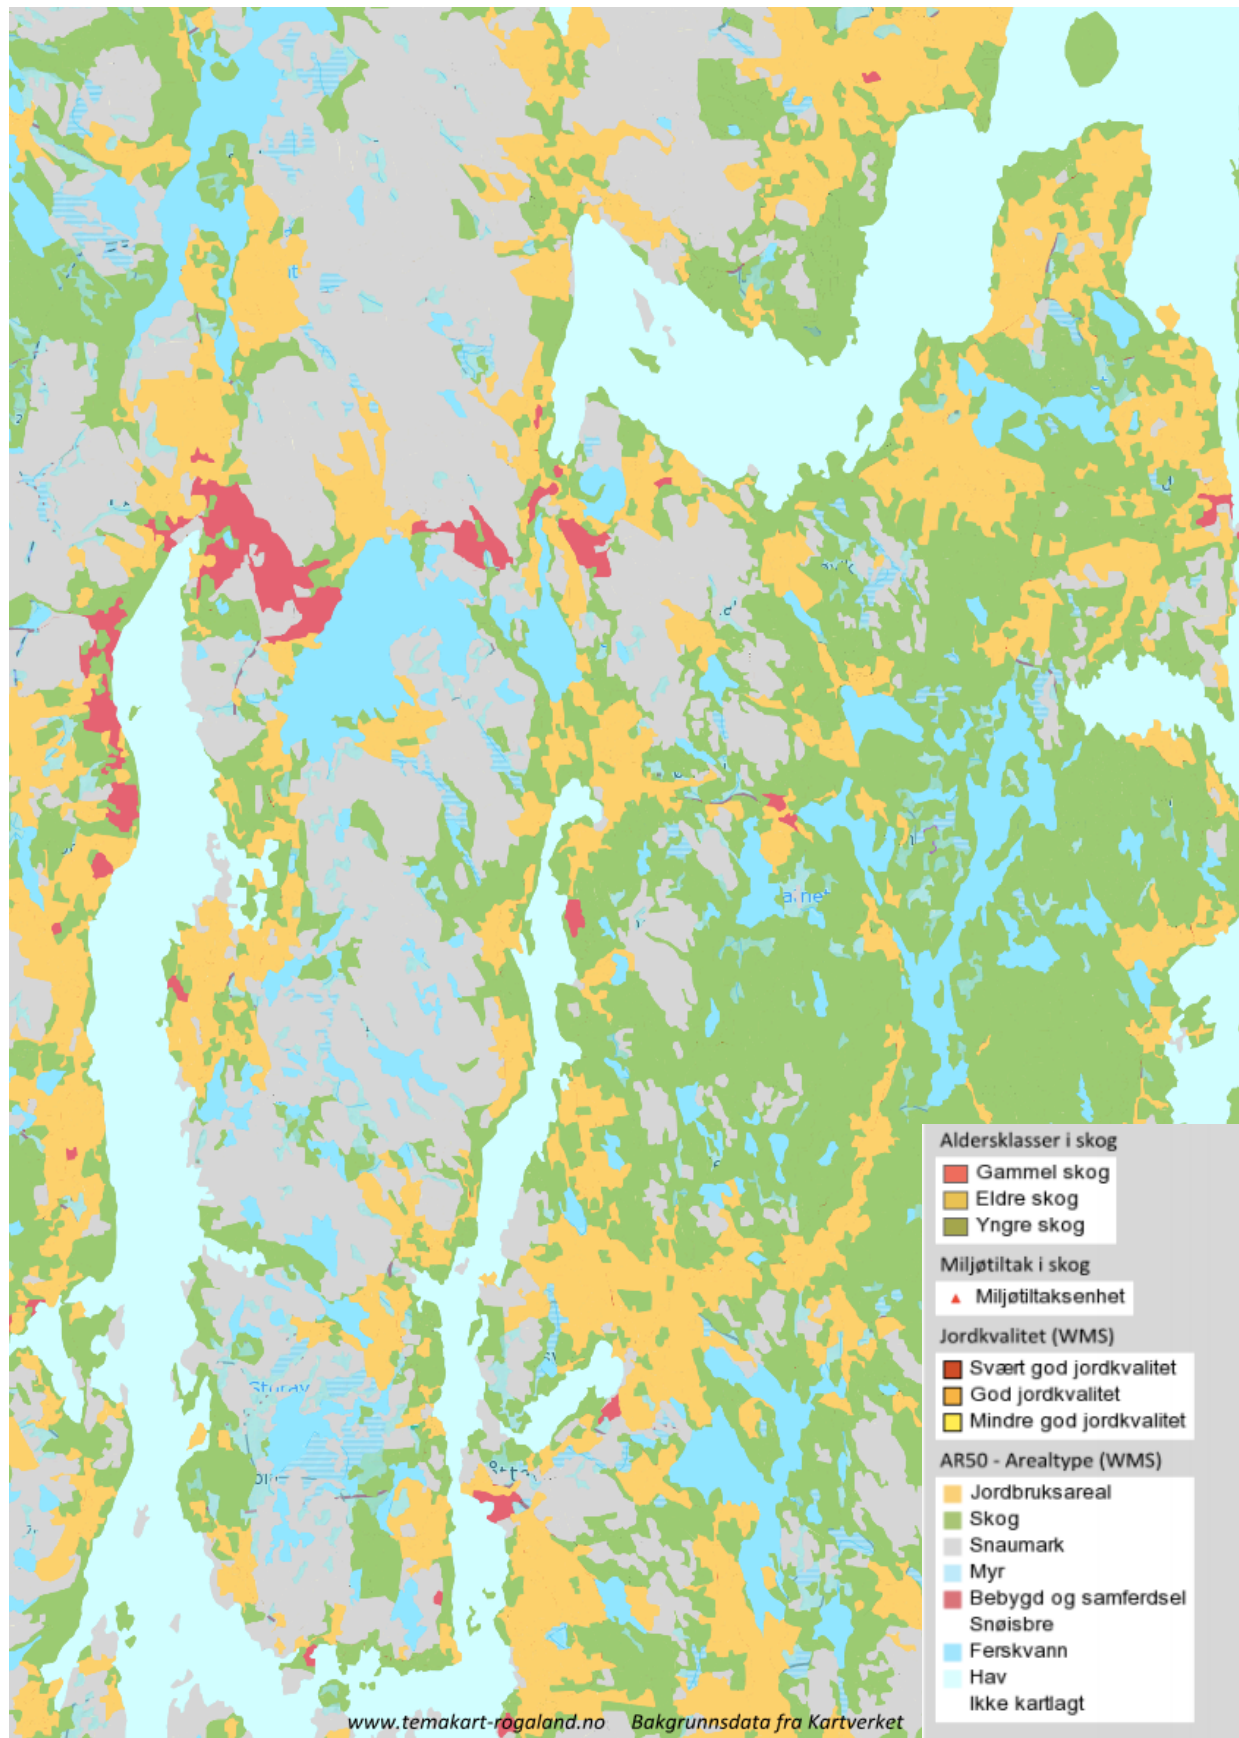 Aldersklasser i skog
Gammel skog
Eldre skog
Yngre skog
Miljøtiltak i skog
Miljøtiltaksenhet
Jordkvalitet (WMS)
Svært god jordkvalitet
God jordkvalitet
Mindre god jordkvalitet
AR50 - Arealtype (WMS)
Jordbruksareal
Skog
Snaumark
Myr
Bebygd og samferdsel
Snøisbre
Ferskvann
Hav
Ikke kartlagt
www.temakart-rogaland.no Bakgrunnsdata fra Kartverket